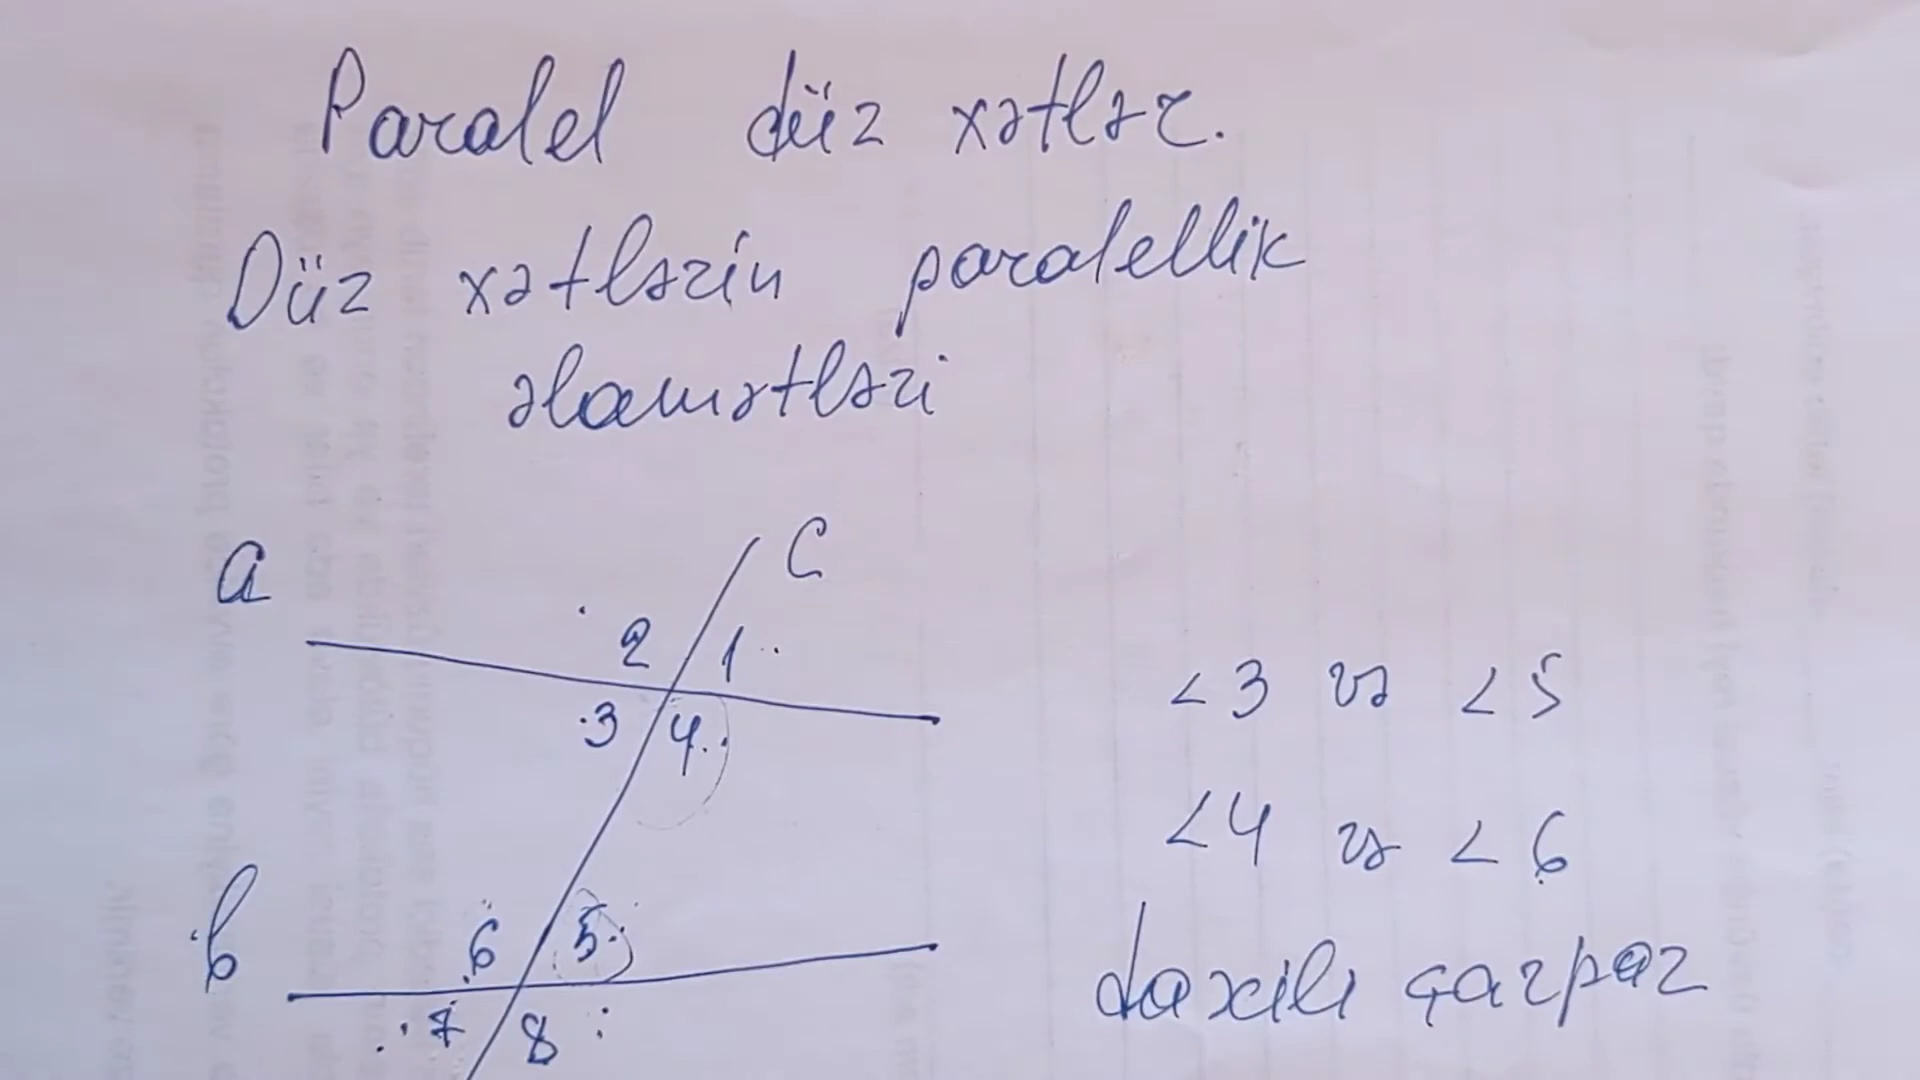 Paralel düz xətlər.
Düz xətlərin paralellik
əlamətləri
a
c
2 1
3 4
<3 və <5
<4 və <6
b
6 5
7 8
daxili çarpaz